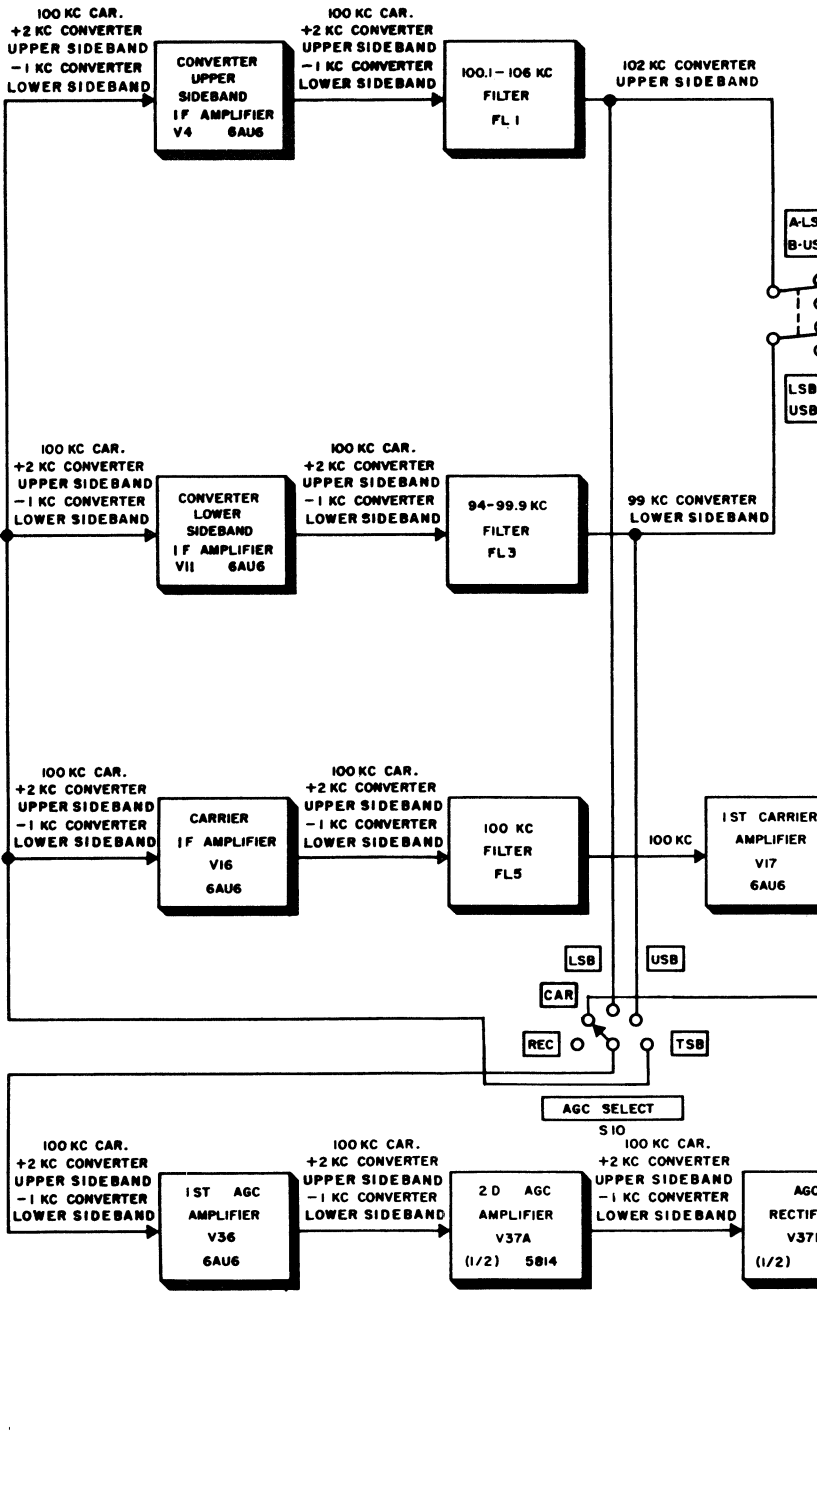 100 KC CAR.
+2 KC CONVERTER
UPPER SIDEBAND
-1 KC CONVERTER
LOWER SIDEBAND
CONVERTER
UPPER
SIDEBAND
IF AMPLIFIER
V4 6AU6
100 KC CAR.
+2 KC CONVERTER
UPPER SIDEBAND
-1 KC CONVERTER
LOWER SIDEBAND
100.1-106 KC
FILTER
FL 1
102 KC CONVERTER
UPPER SIDEBAND
A-LS
B-US
LSB
USB
100 KC CAR.
+2 KC CONVERTER
UPPER SIDEBAND
-1 KC CONVERTER
LOWER SIDEBAND
CONVERTER
LOWER
SIDEBAND
IF AMPLIFIER
V11 6AU6
100 KC CAR.
+2 KC CONVERTER
UPPER SIDEBAND
-1 KC CONVERTER
LOWER SIDEBAND
94-99.9 KC
FILTER
FL3
99 KC CONVERTER
LOWER SIDEBAND
100 KC CAR.
+2 KC CONVERTER
UPPER SIDEBAND
-1 KC CONVERTER
LOWER SIDEBAND
CARRIER
IF AMPLIFIER
V16
6AU6
100 KC CAR.
+2 KC CONVERTER
UPPER SIDEBAND
-1 KC CONVERTER
LOWER SIDEBAND
100 KC
FILTER
FL5
100 KC
1ST CARRIER
AMPLIFIER
V17
6AU6
LSB
USB
CAR
REC
TSB
AGC SELECT
S10
100 KC CAR.
+2 KC CONVERTER
UPPER SIDEBAND
-1 KC CONVERTER
LOWER SIDEBAND
1ST AGC
AMPLIFIER
V36
6AU6
100 KC CAR.
+2 KC CONVERTER
UPPER SIDEBAND
-1 KC CONVERTER
LOWER SIDEBAND
2D AGC
AMPLIFIER
V37A
(1/2) 5814
100 KC CAR.
+2 KC CONVERTER
UPPER SIDEBAND
-1 KC CONVERTER
LOWER SIDEBAND
AGC
RECTIF
V37
(1/2)